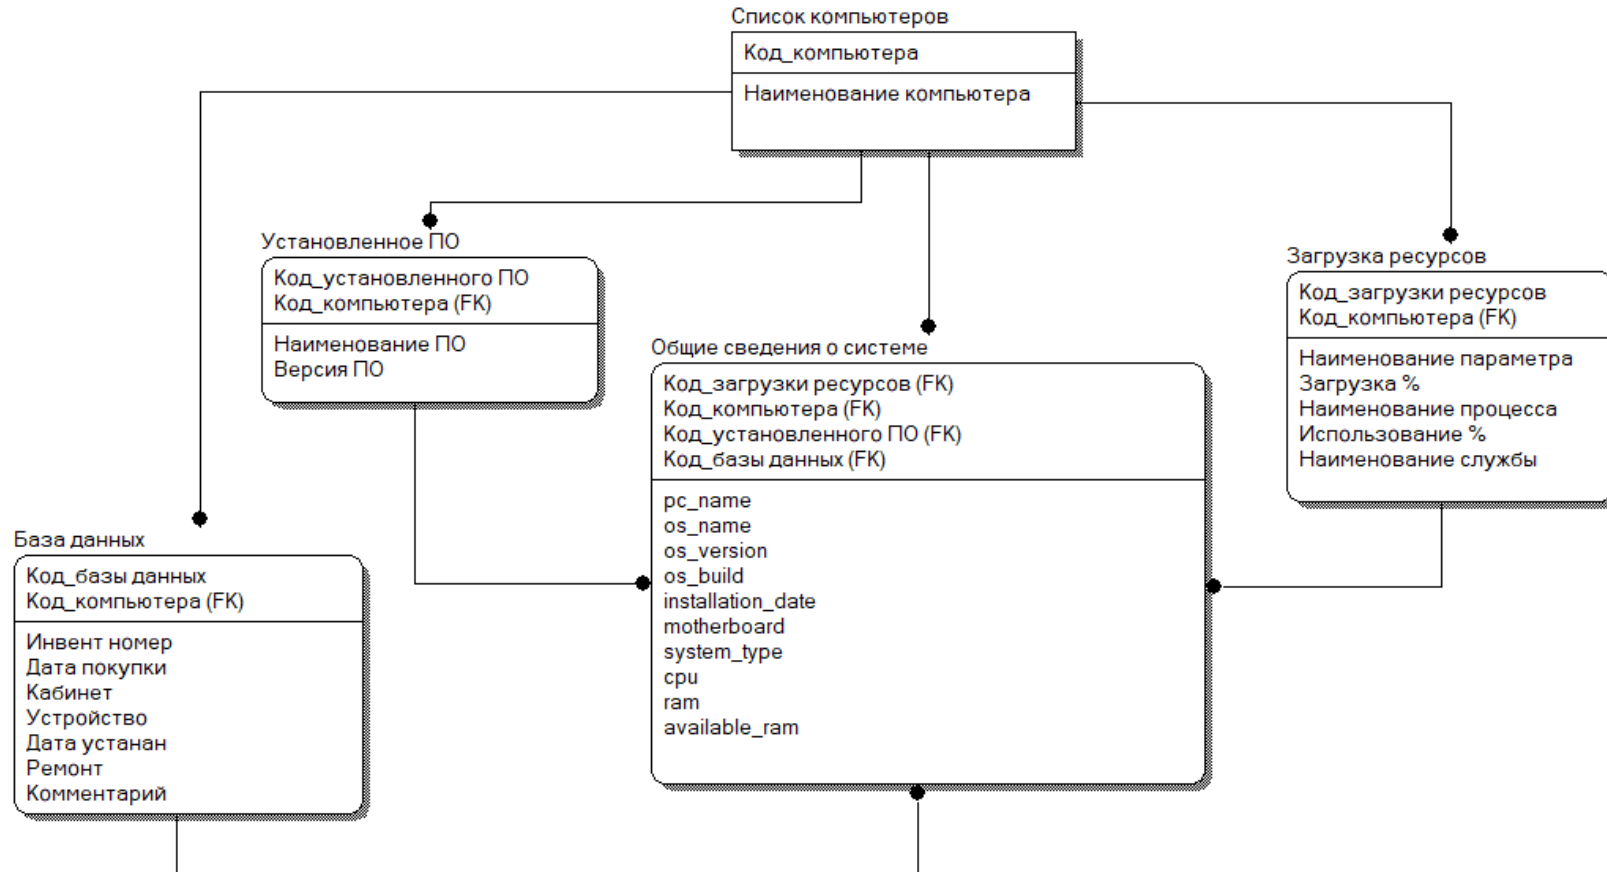 Список компьютеров
Код_компьютера
Наименование компьютера
Установленное ПО
Код_установленного ПО
Код_компьютера (FK)
Наименование ПО
Версия ПО
Загрузка ресурсов
Код_загрузки ресурсов
Код_компьютера (FK)
Наименование параметра
Загрузка %
Наименование процесса
Использование %
Наименование службы
Общие сведения о системе
Код_загрузки ресурсов (FK)
Код_компьютера (FK)
Код_установленного ПО (FK)
Код_базы данных (FK)
pc_name
os_name
os_version
os_build
installation_date
motherboard
system_type
cpu
ram
available_ram
База данных
Код_базы данных
Код_компьютера (FK)
Инвент номер
Дата покупки
Кабинет
Устройство
Дата устанан
Ремонт
Комментарий